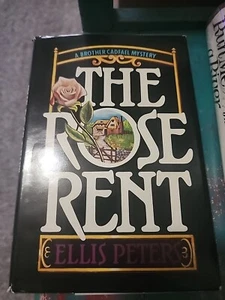 A BROTHER CADFAEL MYSTERY
THE
ROSE
RENT
ELLIS PETERS